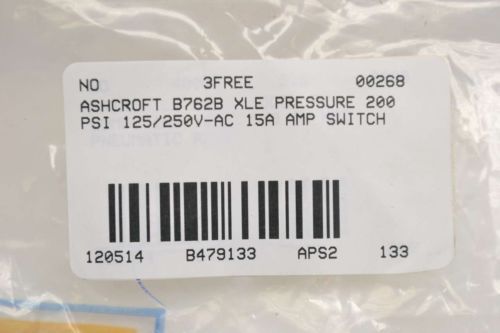 NO 3FREE 00268
ASHCROFT B762B XLE PRESSURE 200
PSI 125/250V-AC 15A AMP SWITCH
120514 B479133 APS2 133